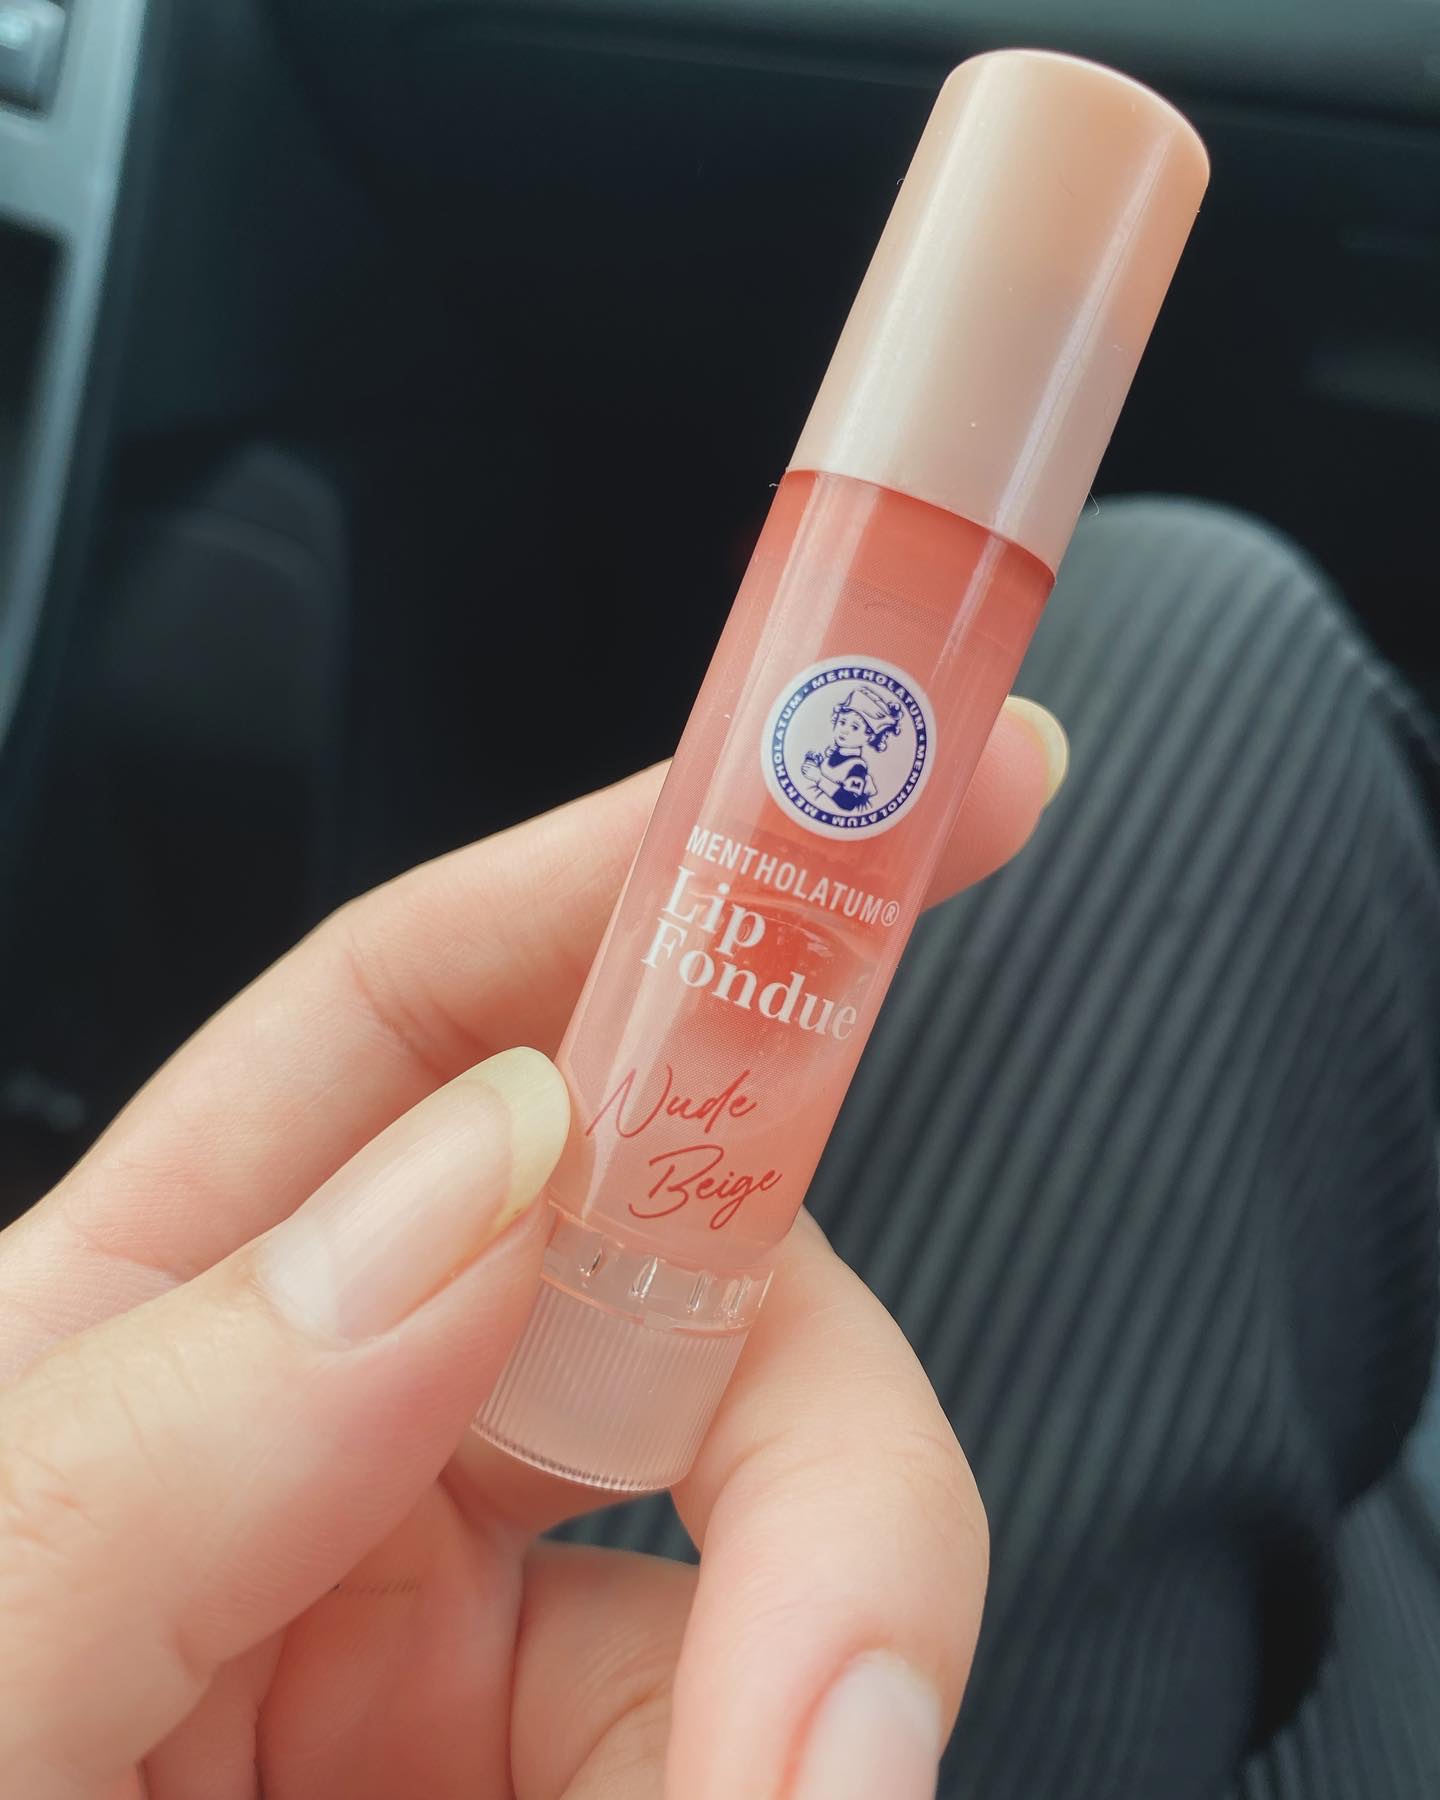 MENTHOLATUM • MENTHOLATUM • MENTHOLATUM •
MENTHOLATUM®
Lip
Fondue
Nude
Beige